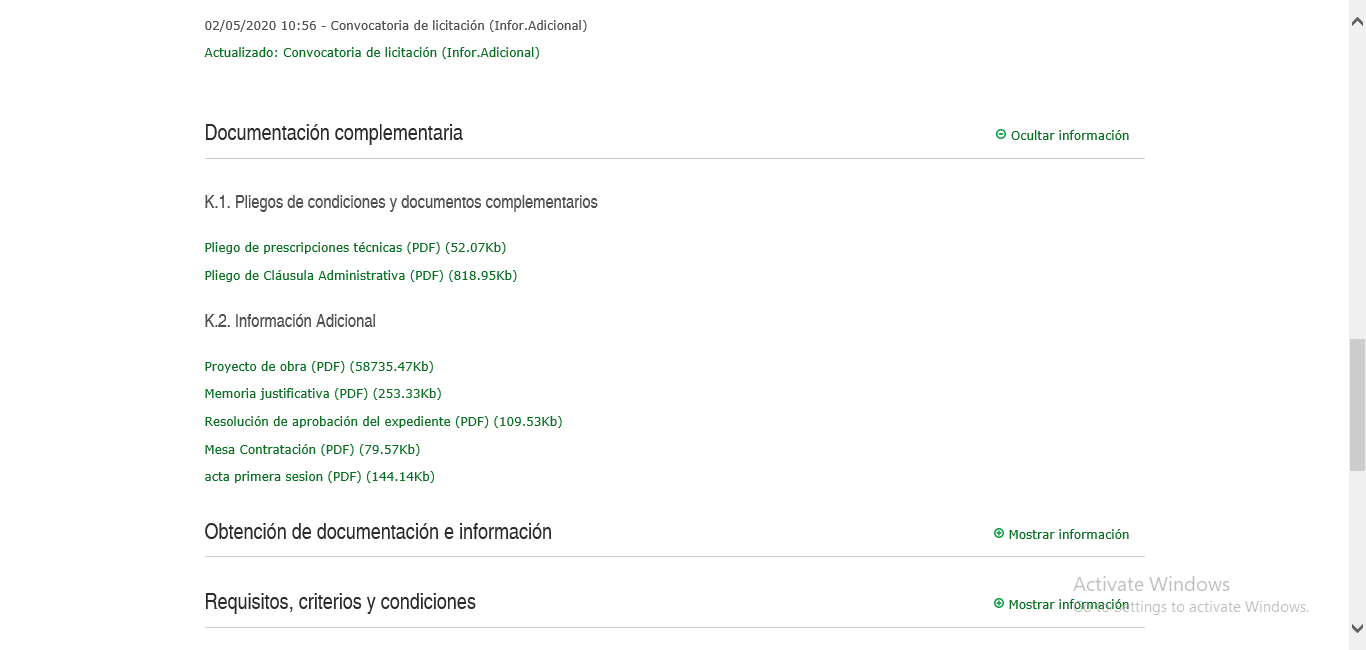 02/05/2020 10:56 - Convocatoria de licitación (Infor.Adicional)
Actualizado: Convocatoria de licitación (Infor.Adicional)
Documentación complementaria
Ocultar información
K.1. Pliegos de condiciones y documentos complementarios
Pliego de prescripciones técnicas (PDF) (52.07Kb)
Pliego de Cláusula Administrativa (PDF) (818.95Kb)
K.2. Información Adicional
Proyecto de obra (PDF) (58735.47Kb)
Memoria justificativa (PDF) (253.33Kb)
Resolución de aprobación del expediente (PDF) (109.53Kb)
Mesa Contratación (PDF) (79.57Kb)
acta primera sesion (PDF) (144.14Kb)
Obtención de documentación e información
Mostrar información
Requisitos, criterios y condiciones
Mostrar información
Activate Windows
Go to Settings to activate Windows.